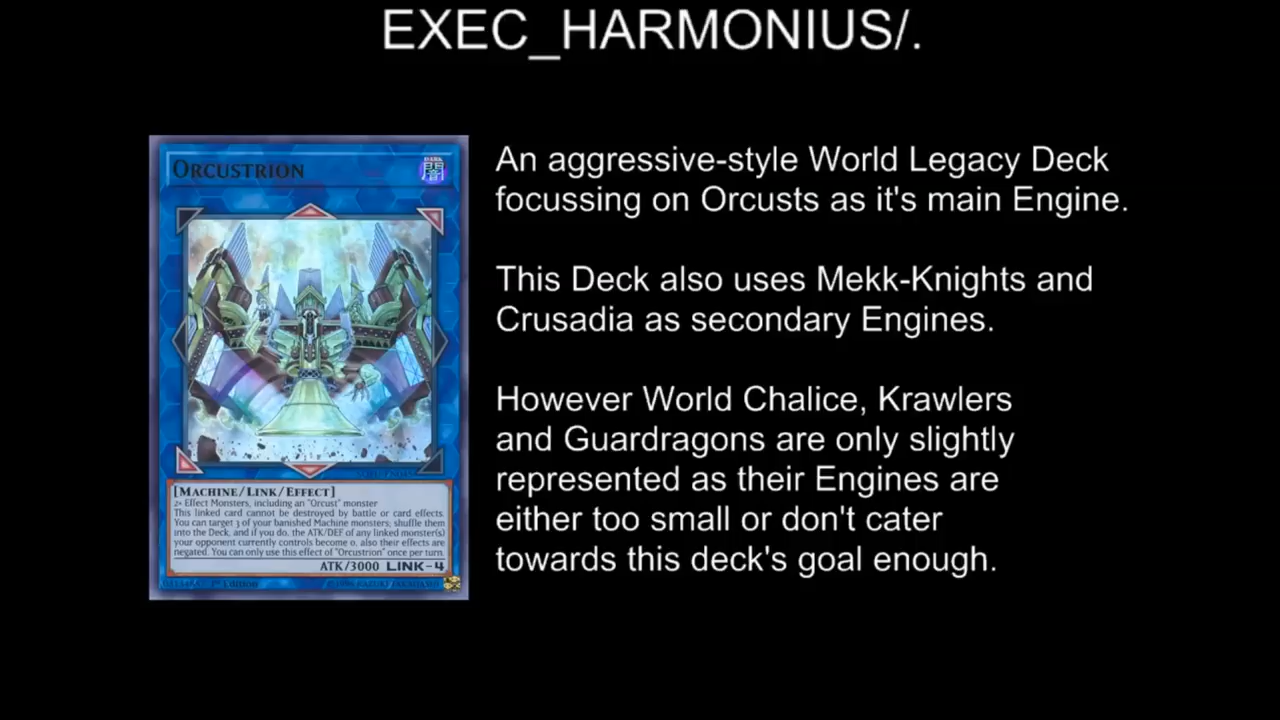 EXEC_HARMONIUS/.
An aggressive-style World Legacy Deck
focussing on Orcusts as it's main Engine.
This Deck also uses Mekk-Knights and
Crusadia as secondary Engines.
However World Chalice, Krawlers
and Guardragons are only slightly
represented as their Engines are
either too small or don't cater
towards this deck's goal enough.
ORCUSTRION
DARK
闇
[MACHINE/LINK/EFFECT]
2+ Effect Monsters, including an "Orcust" monster
This linked card cannot be destroyed by battle or card effects.
You can target 3 of your banished Machine monsters; shuffle them
into the Deck, and if you do, the ATK/DEF of any linked monster(s)
your opponent currently controls become 0, also their effects are
negated. You can only use this effect of "Orcustrion" once per turn.
ATK/3000 LINK-4
1st Edition